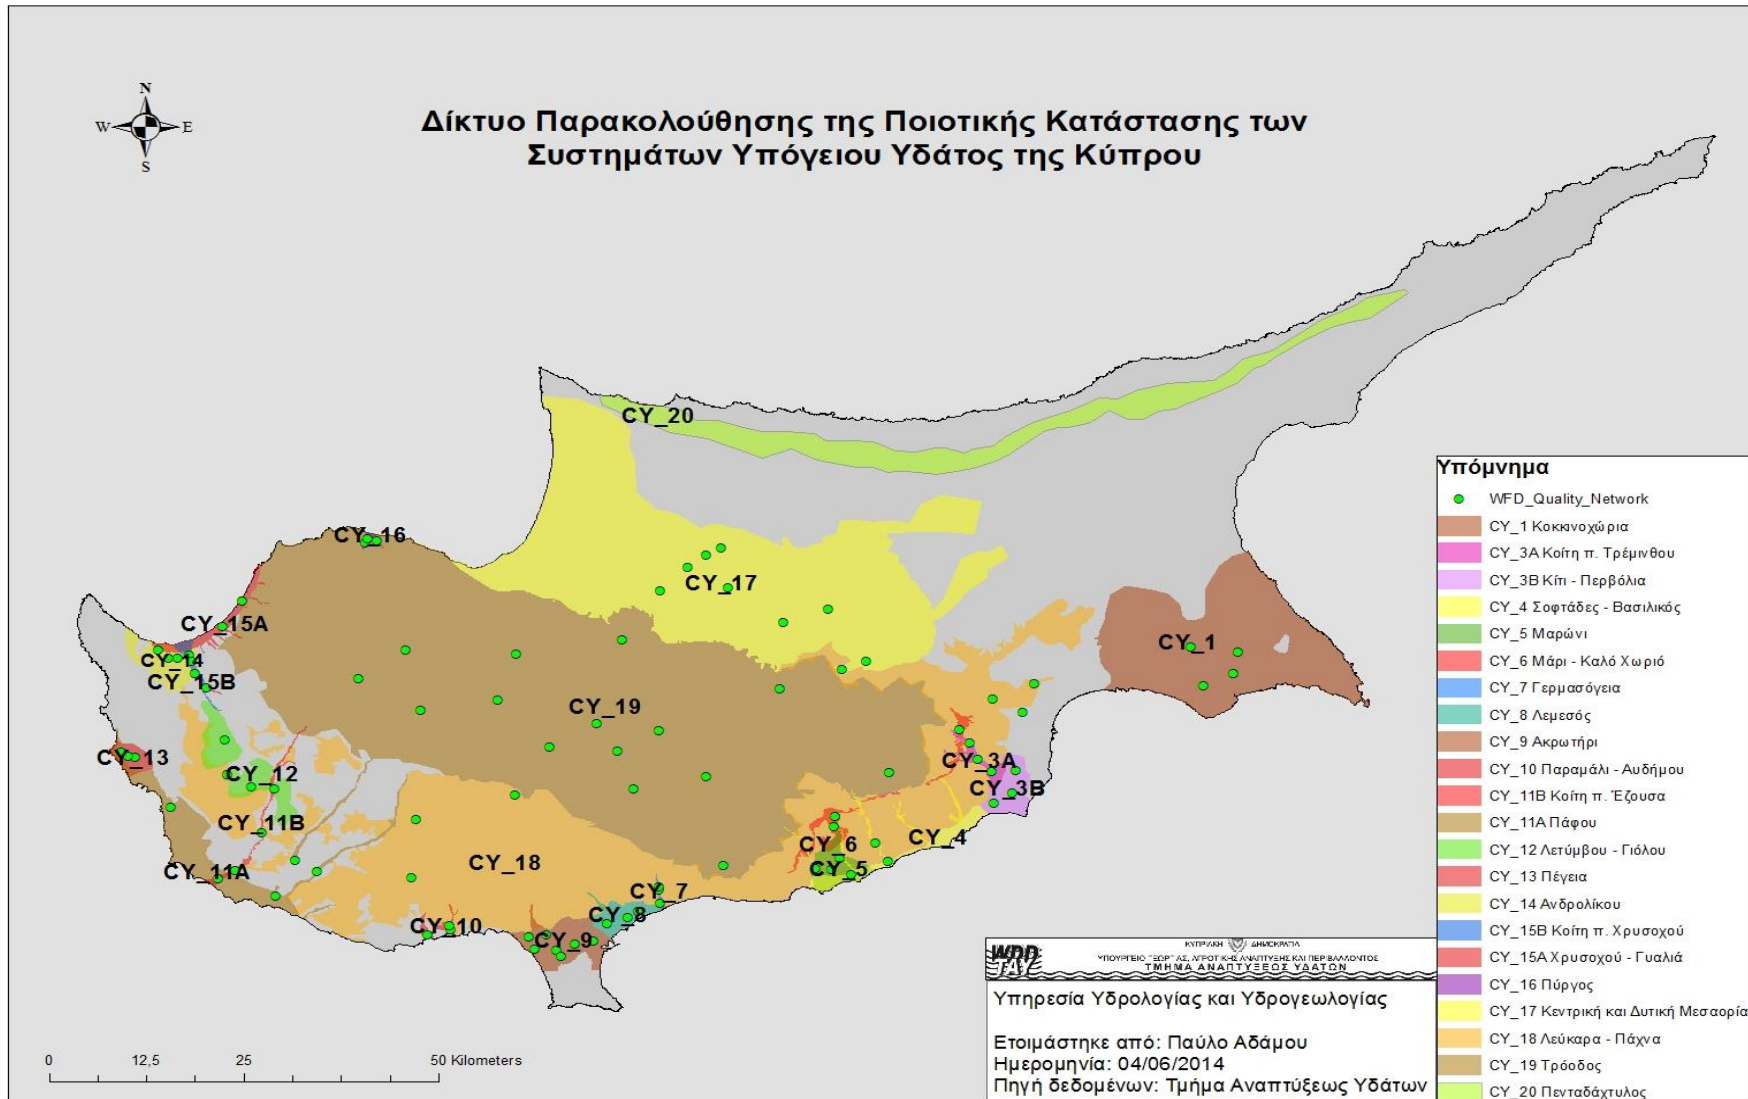 Δίκτυο Παρακολούθησης της Ποιοτικής Κατάστασης των
Συστημάτων Υπόγειου Υδάτος της Κύπρου
N
W
E
S
CY_20
CY_16
CY_17
CY_15A
CY_1
CY_14
CY_15B
CY_19
CY_13
CY_12
CY_3A
CY_3B
CY_11B
CY_4
CY_6
CY_18
CY_5
CY_11A
CY_7
CY_8
CY_10
CY_9
Υπόμνημα
WFD_Quality_Network
CY_1 Κοκκινοχώρια
CY_3A Κοίτη π. Τρέμινθου
CY_3B Κίτι - Περβόλια
CY_4 Σοφτάδες - Βασιλικός
CY_5 Μαρώνι
CY_6 Μάρι - Καλό Χωριό
CY_7 Γερμασόγεια
CY_8 Λεμεσός
CY_9 Ακρωτήρι
CY_10 Παραμάλι - Αυδήμου
CY_11B Κοίτη π. Έζουσα
CY_11A Πάφου
CY_12 Λετύμβου - Γιόλου
CY_13 Πέγεια
CY_14 Ανδρολίκου
CY_15B Κοίτη π. Χρυσοχού
CY_15A Χρυσοχού - Γυαλιά
CY_16 Πύργος
CY_17 Κεντρική και Δυτική Μεσαορία
CY_18 Λεύκαρα - Πάχνα
CY_19 Τρόοδος
CY_20 Πενταδάχτυλος
ΚΥΠΡΙΑΚΗ ΔΗΜΟΚΡΑΤΙΑ
ΥΠΟΥΡΓΕΙΟ ΓΕΩΡΓΙΑΣ, ΑΓΡΟΤΙΚΗΣ ΑΝΑΠΤΥΞΗΣ ΚΑΙ ΠΕΡΙΒΑΛΛΟΝΤΟΣ
ΤΜΗΜΑ ΑΝΑΠΤΥΞΕΩΣ ΥΔΑΤΩΝ
Υπηρεσία Υδρολογίας και Υδρογεωλογίας
Ετοιμάστηκε από: Παύλο Αδάμου
Ημερομηνία: 04/06/2014
Πηγή δεδομένων: Τμήμα Αναπτύξεως Υδάτων
0 12,5 25 50 Kilometers